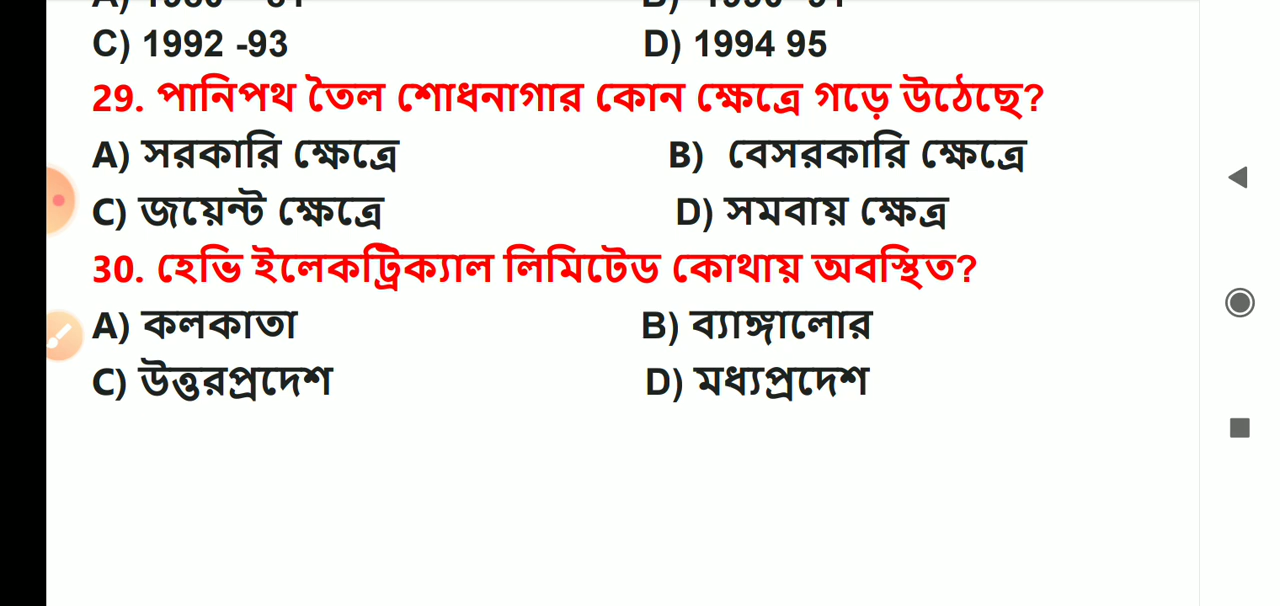 C) 1992 -93 D) 1994 95
29. পানিপথ তৈল শোধনাগার কোন ক্ষেত্রে গড়ে উঠেছে?
A) সরকারি ক্ষেত্রে B) বেসরকারি ক্ষেত্রে
C) জয়েন্ট ক্ষেত্রে D) সমবায় ক্ষেত্র
30. হেভি ইলেকট্রিক্যাল লিমিটেড কোথায় অবস্থিত?
A) কলকাতা B) ব্যাঙ্গালোর
C) উত্তরপ্রদেশ D) মধ্যপ্রদেশ